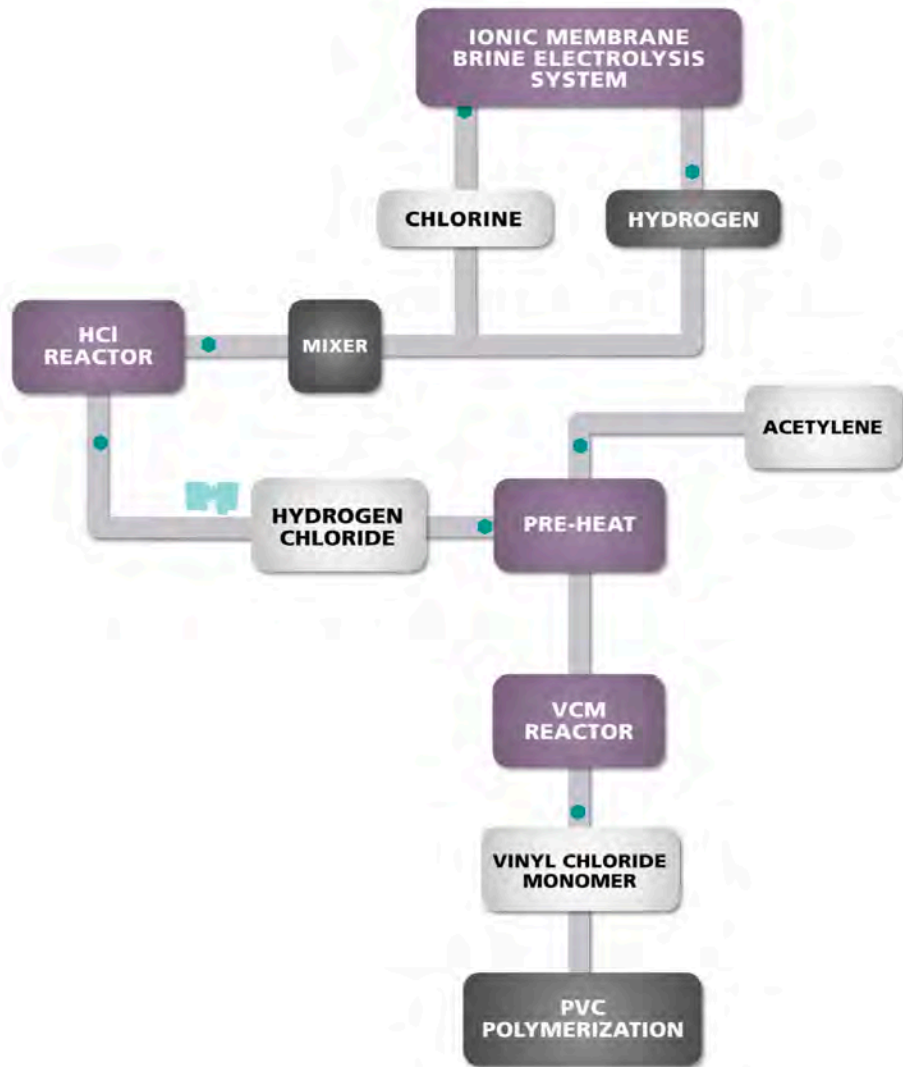 IONIC MEMBRANE
BRINE ELECTROLYSIS
SYSTEM
CHLORINE
HYDROGEN
HCl
REACTOR
MIXER
ACETYLENE
HYDROGEN
CHLORIDE
PRE-HEAT
VCM
REACTOR
VINYL CHLORIDE
MONOMER
PVC
POLYMERIZATION